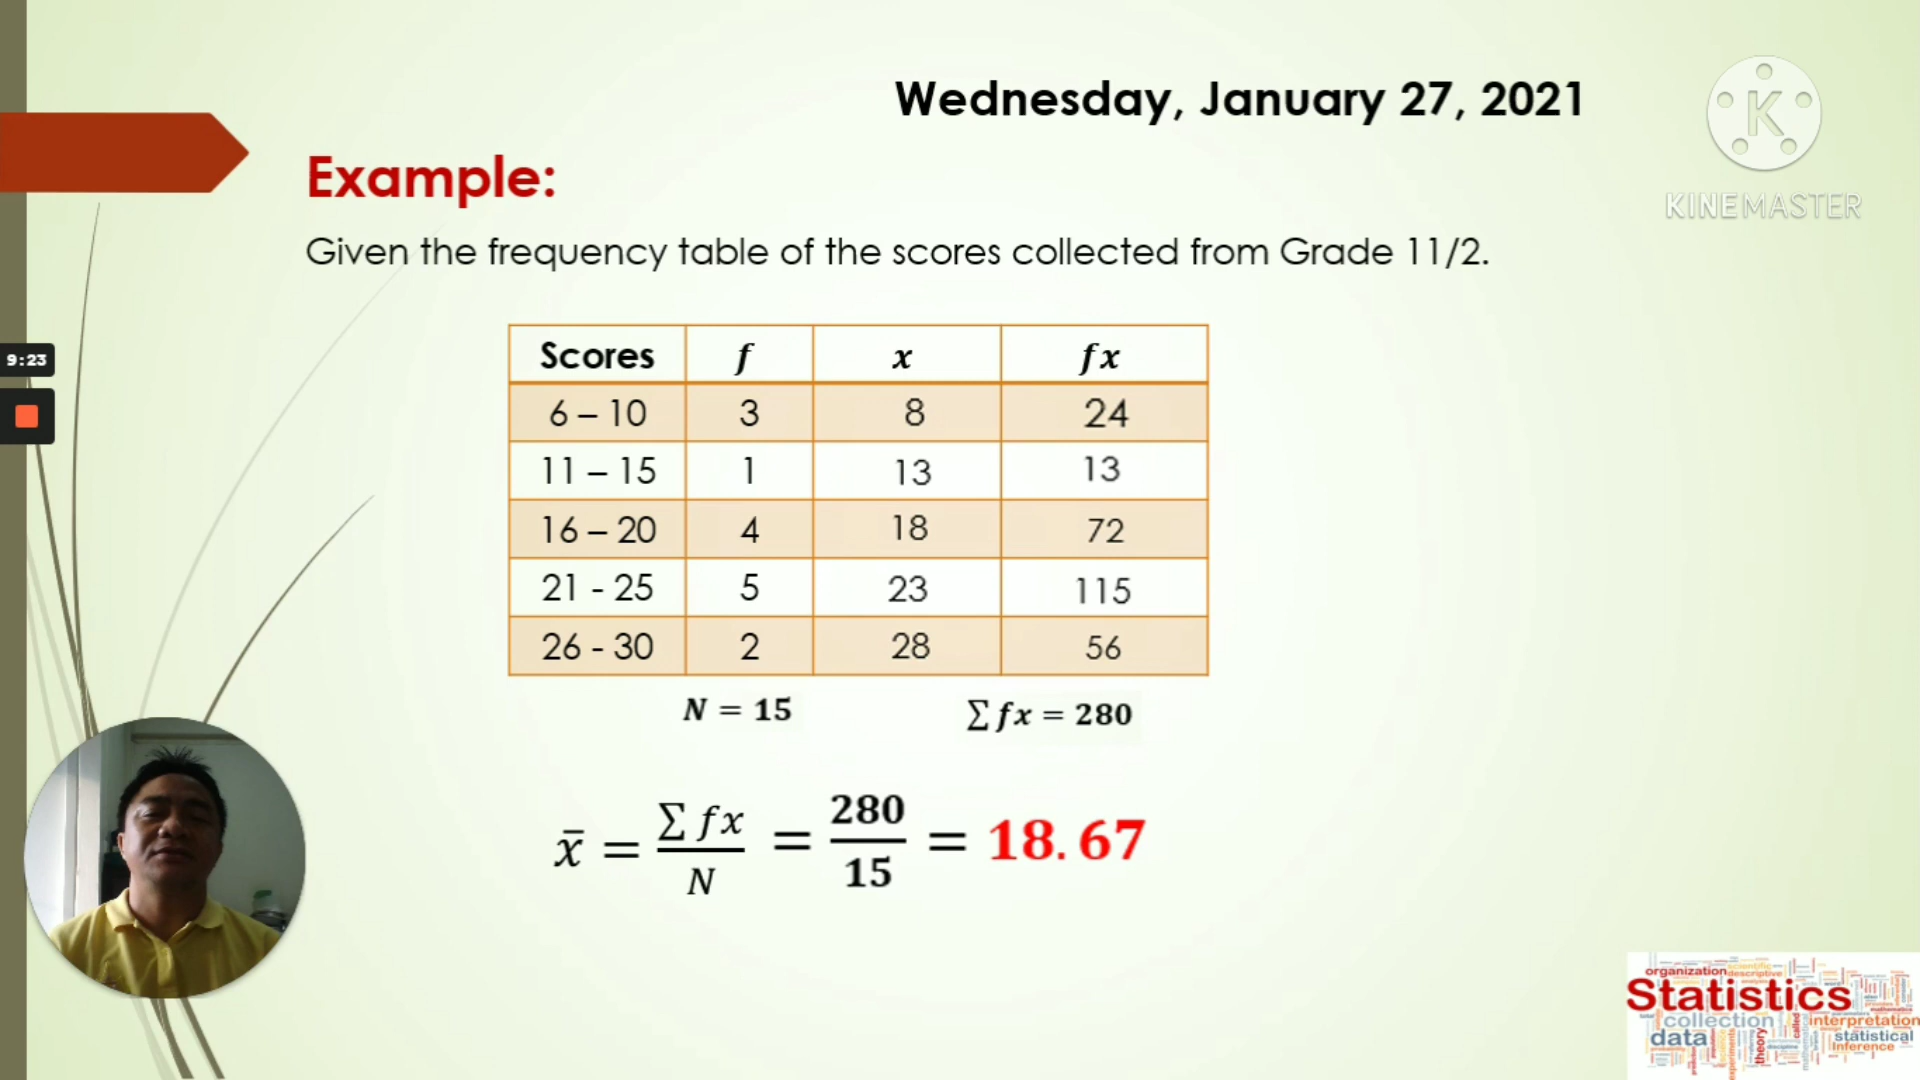 Wednesday, January 27, 2021
KINEMASTER
Example:
Given the frequency table of the scores collected from Grade 11/2.
9:23
Scores f x fx
6 – 10 3 8 24
11 – 15 1 13 13
16 – 20 4 18 72
21 - 25 5 23 115
26 - 30 2 28 56
N = 15 ∑ fx = 280
x̄ = ∑ fx / N = 280 / 15 = 18.67
organization scientific
descriptive
Statistics
collection interpretation
data theory statistical
inference